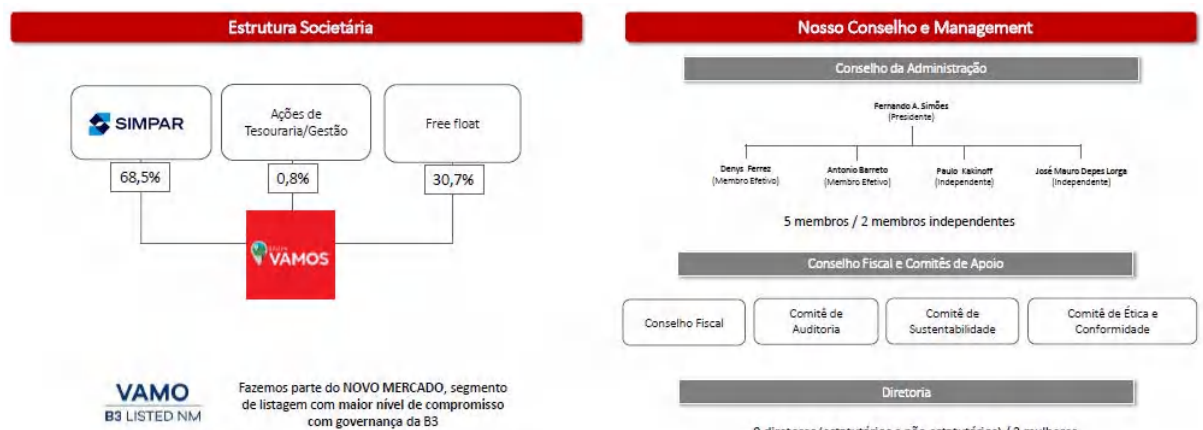 Estrutura Societária
SIMPAR
Ações de
Tesouraria/Gestão
Free float
68,5%
0,8%
30,7%
VAMOS
VAMO
B3 LISTED NM
Fazemos parte do NOVO MERCADO, segmento
de listagem com maior nível de compromisso
com governança da B3
Nosso Conselho e Management
Conselho da Administração
Fernando A. Simões
(Presidente)
Denys Ferrez
(Membro Efetivo)
Antonio Barreto
(Membro Efetivo)
Paulo Kakinoff
(Independente)
José Mauro Depes Lorga
(Independente)
5 membros / 2 membros independentes
Conselho Fiscal e Comitês de Apoio
Conselho Fiscal
Comitê de
Auditoria
Comitê de
Sustentabilidade
Comitê de Ética e
Conformidade
Diretoria